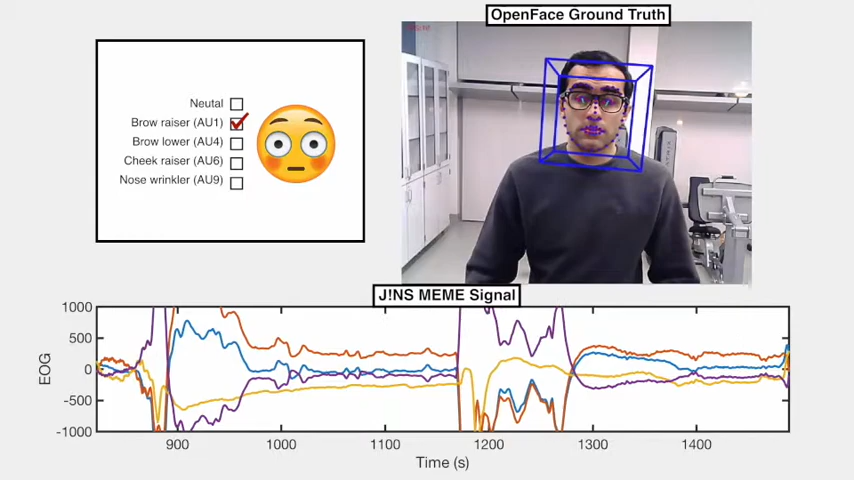 OpenFace Ground Truth
Neutal
Brow raiser (AU1)
Brow lower (AU4)
Cheek raiser (AU6)
Nose wrinkler (AU9)
J!NS MEME Signal
1000
500
0
-500
-1000
EOG
900
1000
1100
1200
1300
1400
Time (s)